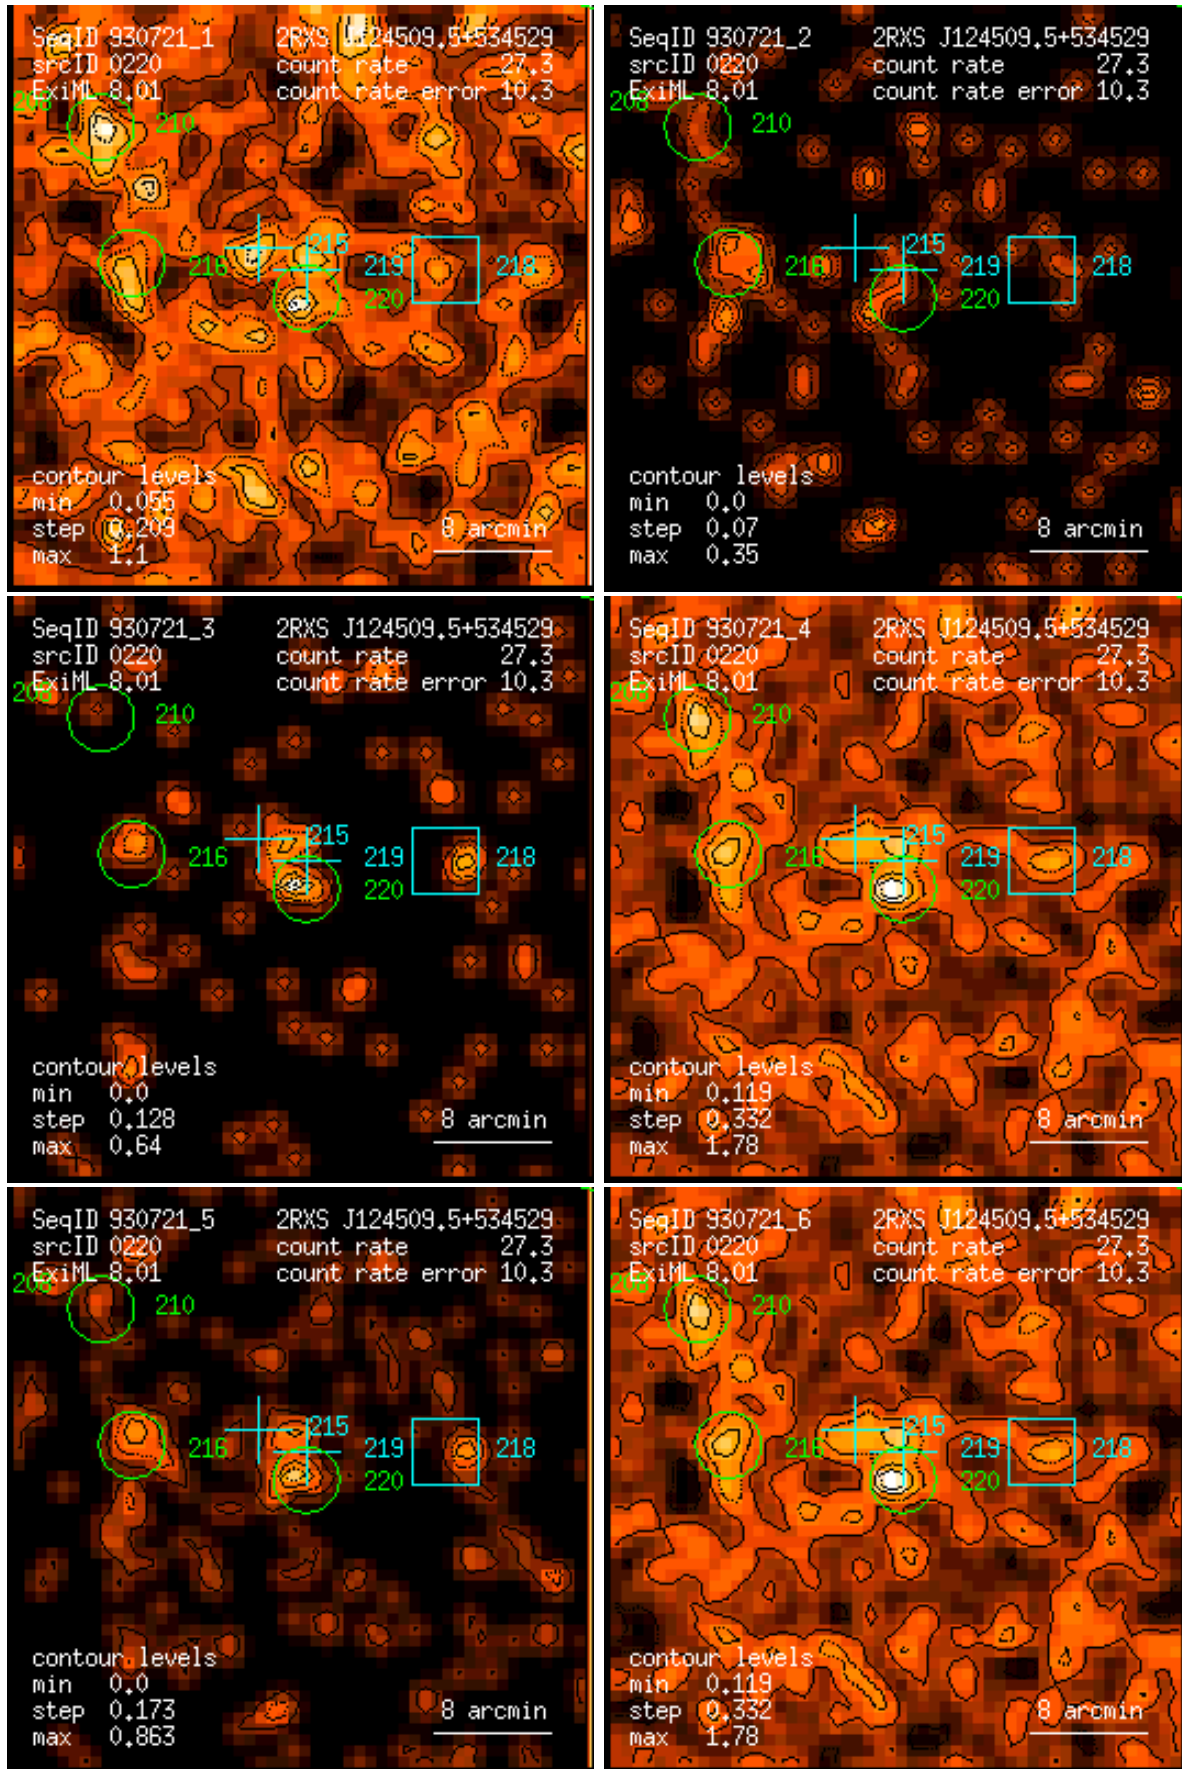 SeqID 930721_1 2RXS J124509.5+534529
srcID 0220 count rate 27.3
ExiML 8.01 count rate error 10.3
208
210
215
216 219 218
220
contour levels
min 0.055
step 0.209 8 arcmin
max 1.1
SeqID 930721_2 2RXS J124509.5+534529
srcID 0220 count rate 27.3
ExiML 8.01 count rate error 10.3
208
210
215
216 219 218
220
contour levels
min 0.0
step 0.07 8 arcmin
max 0.35
SeqID 930721_3 2RXS J124509.5+534529
srcID 0220 count rate 27.3
ExiML 8.01 count rate error 10.3
208
210
215
216 219 218
220
contour levels
min 0.0
step 0.128 8 arcmin
max 0.64
SeqID 930721_4 2RXS J124509.5+534529
srcID 0220 count rate 27.3
ExiML 8.01 count rate error 10.3
208
210
215
216 219 218
220
contour levels
min 0.119
step 0.332 8 arcmin
max 1.78
SeqID 930721_5 2RXS J124509.5+534529
srcID 0220 count rate 27.3
ExiML 8.01 count rate error 10.3
208
210
215
216 219 218
220
contour levels
min 0.0
step 0.173 8 arcmin
max 0.863
SeqID 930721_6 2RXS J124509.5+534529
srcID 0220 count rate 27.3
ExiML 8.01 count rate error 10.3
208
210
215
216 219 218
220
contour levels
min 0.119
step 0.332 8 arcmin
max 1.78